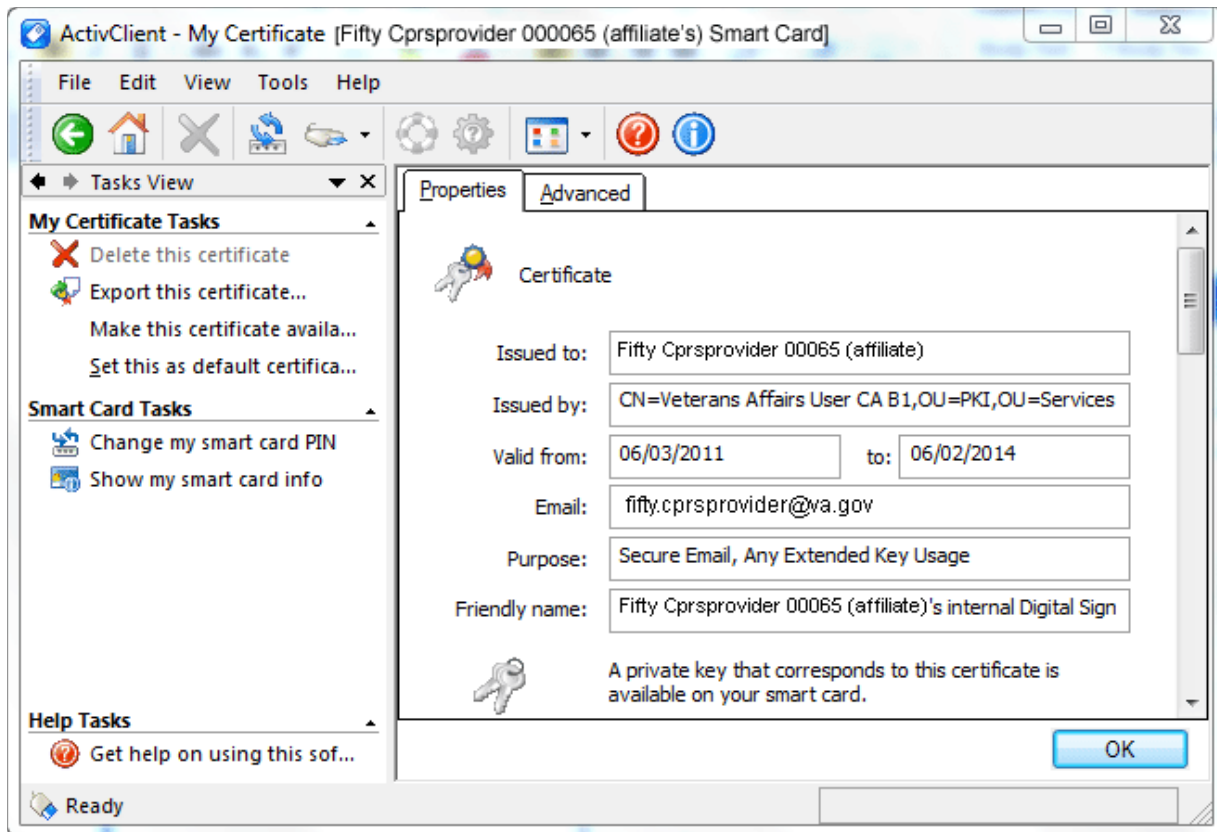 ActivClient - My Certificate [Fifty Cprsprovider 000065 (affiliate's) Smart Card]
File Edit View Tools Help
Tasks View
My Certificate Tasks
Delete this certificate
Export this certificate...
Make this certificate availa...
Set this as default certifica...
Smart Card Tasks
Change my smart card PIN
Show my smart card info
Help Tasks
Get help on using this sof...
Properties Advanced
Certificate
Issued to: Fifty Cprsprovider 00065 (affiliate)
Issued by: CN=Veterans Affairs User CA B1,OU=PKI,OU=Services
Valid from: 06/03/2011 to: 06/02/2014
Email: fifty.cprsprovider@va.gov
Purpose: Secure Email, Any Extended Key Usage
Friendly name: Fifty Cprsprovider 00065 (affiliate)'s internal Digital Sign
A private key that corresponds to this certificate is
available on your smart card.
OK
Ready